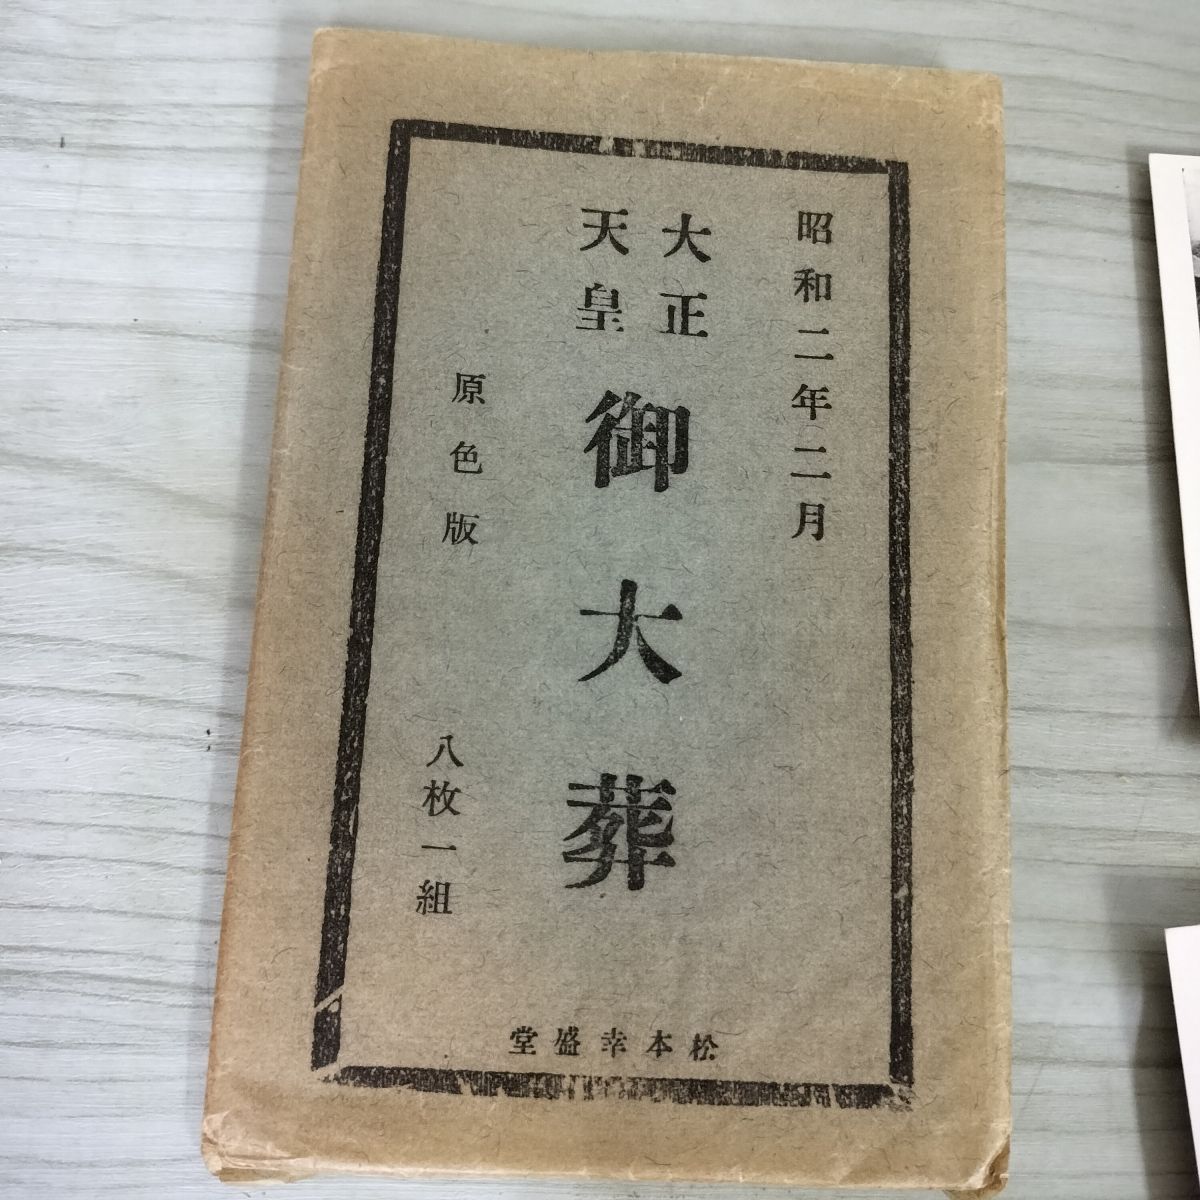 昭和二年二月
大正
天皇
御大葬
原色版 八枚一組
松本幸盛堂